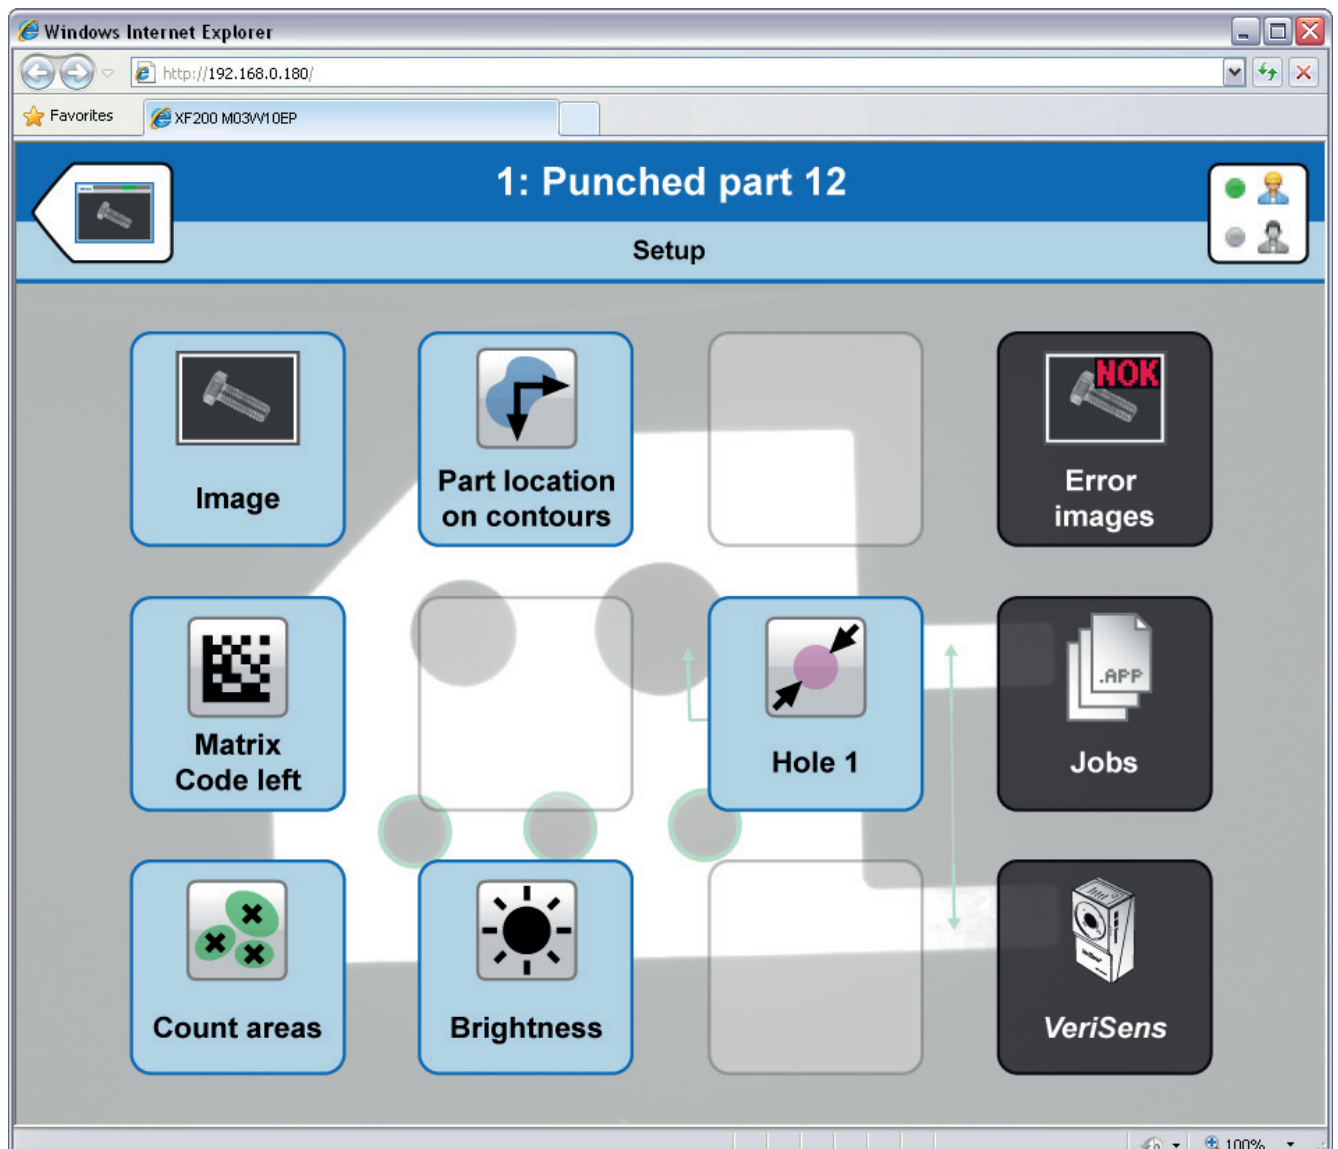 Windows Internet Explorer
http://192.168.0.180/
Favorites
XF200 M03W10EP
1: Punched part 12
Setup
Image
Part location
on contours
NOK
Error
images
Matrix
Code left
Hole 1
.APP
Jobs
Count areas
Brightness
VeriSens
100%